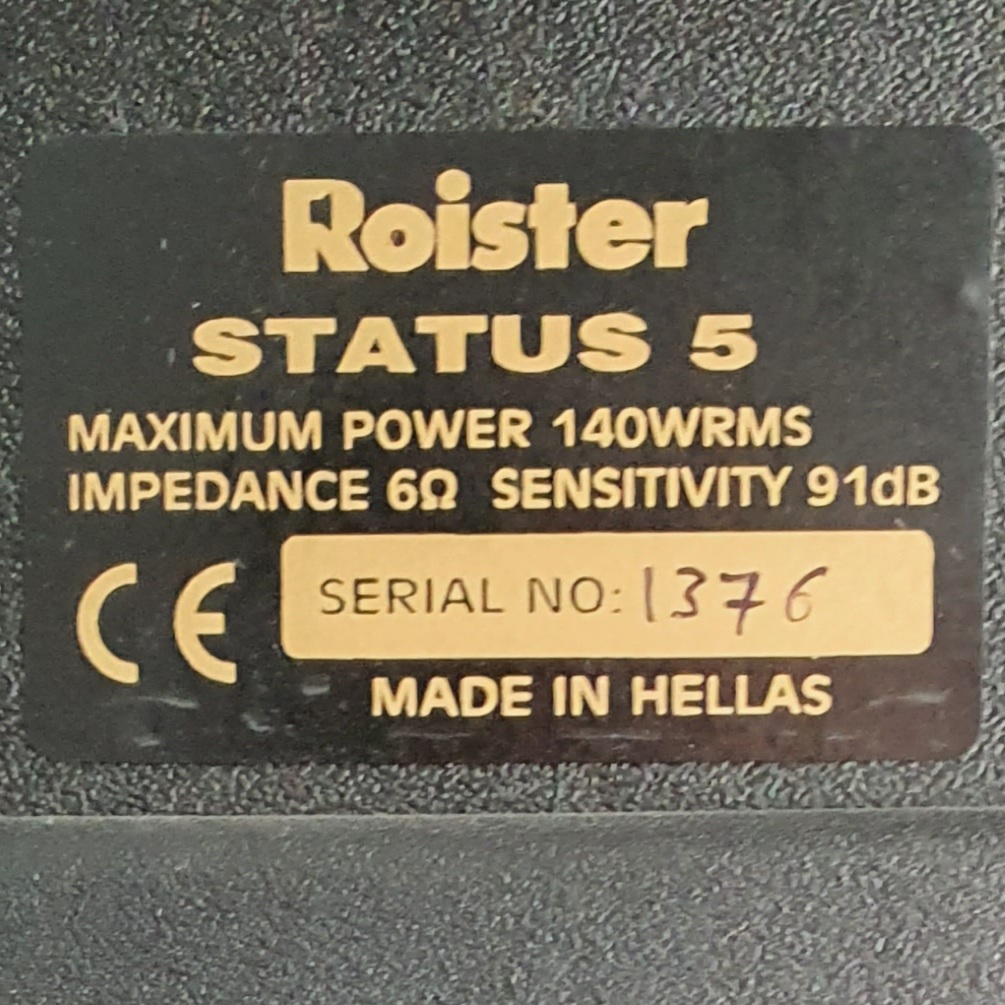 Roister
STATUS 5
MAXIMUM POWER 140WRMS
IMPEDANCE 6Ω SENSITIVITY 91dB
CE SERIAL NO: 1376
MADE IN HELLAS